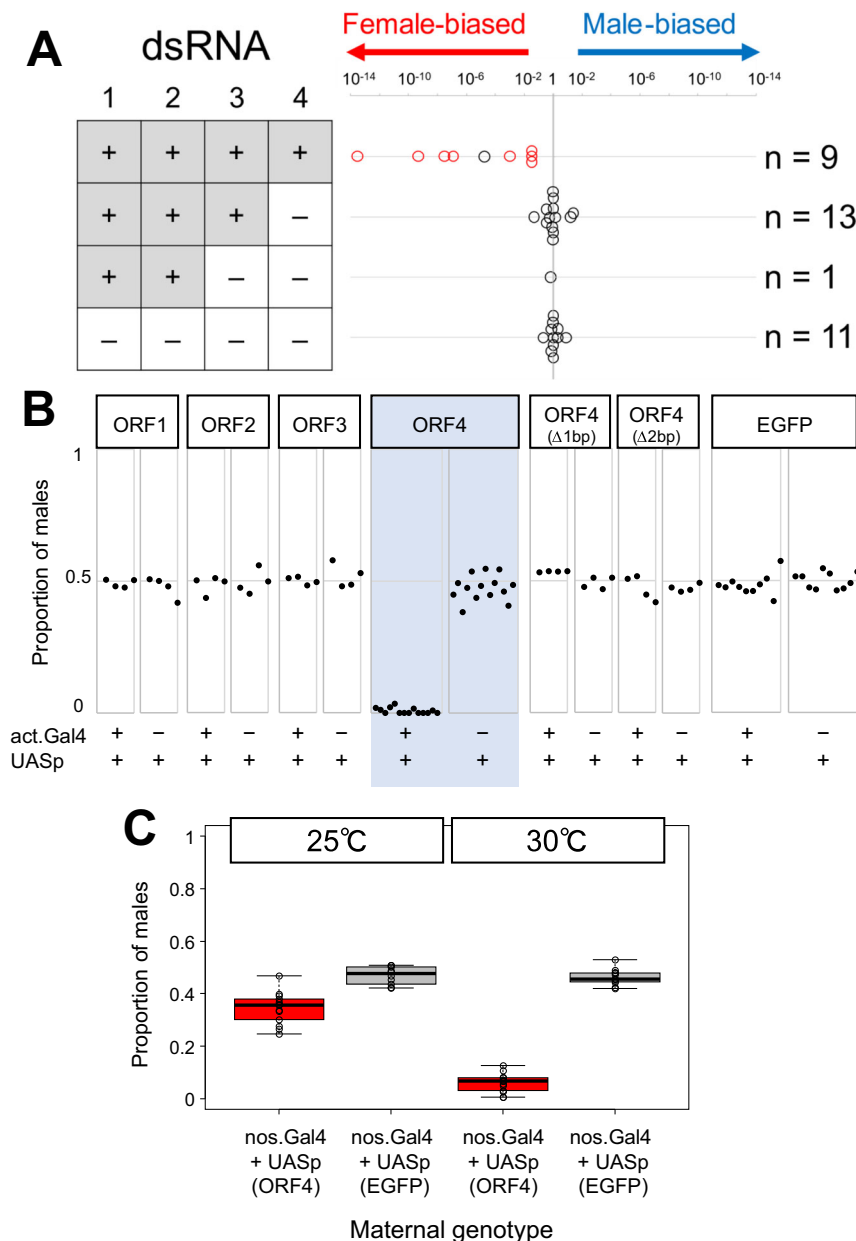 A
dsRNA
Female-biased
Male-biased
1 2 3 4
10-14 10-10 10-6 10-2 1 10-2 10-6 10-10 10-14
+ + + + n = 9
+ + + – n = 13
+ + – – n = 1
– – – – n = 11
B
ORF1 ORF2 ORF3 ORF4 ORF4 (Δ1bp) ORF4 (Δ2bp) EGFP
Proportion of males
1
0.5
0
act.Gal4 + – + – + – + – + – + – + –
UASp + + + + + + + + + + + + + +
C
25℃ 30℃
Proportion of males
1
0.8
0.6
0.4
0.2
0
nos.Gal4 nos.Gal4 nos.Gal4 nos.Gal4
+ UASp + UASp + UASp + UASp
(ORF4) (EGFP) (ORF4) (EGFP)
Maternal genotype